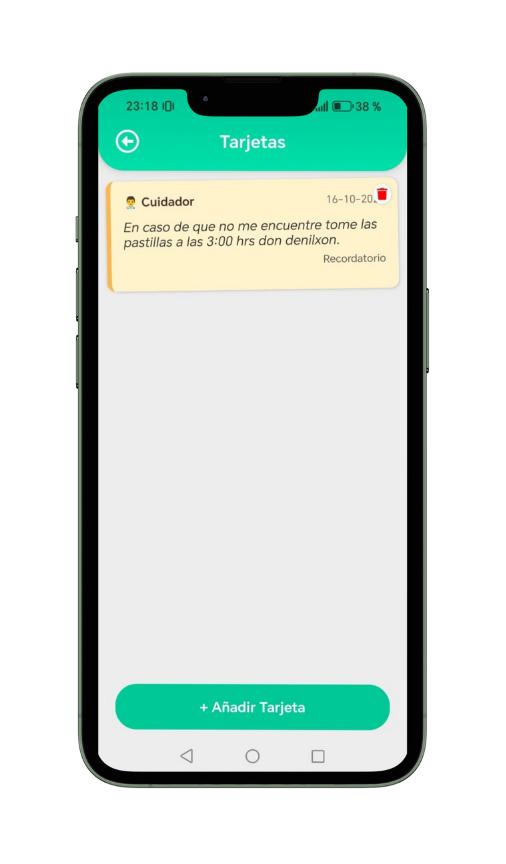 23:18
38 %
Tarjetas
Cuidador
16-10-20
En caso de que no me encuentre tome las
pastillas a las 3:00 hrs don denilxon.
Recordatorio
+ Añadir Tarjeta